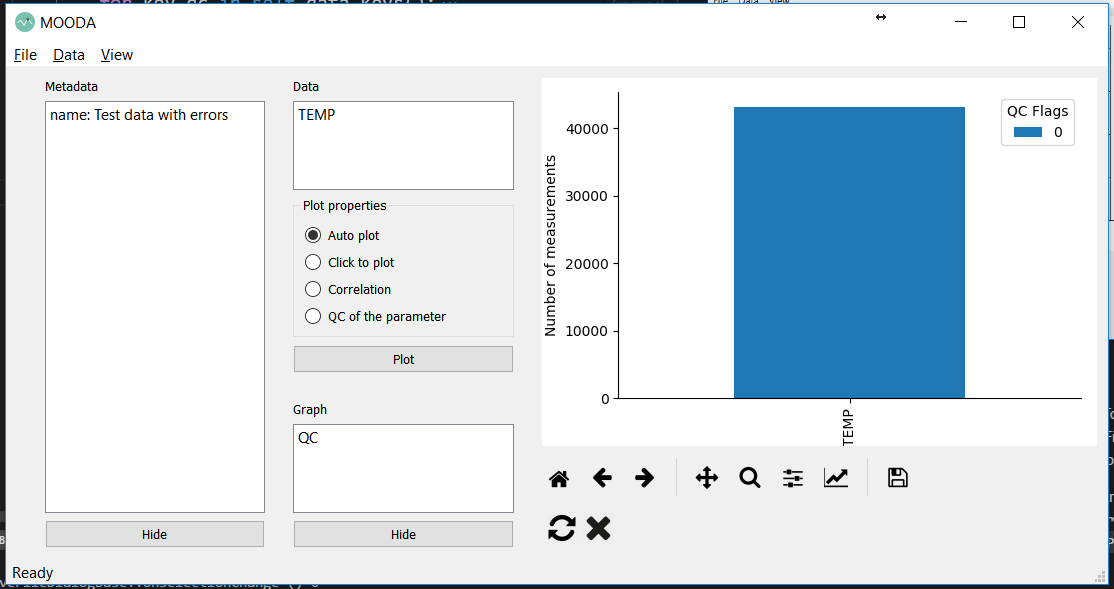 MOODA
File Data View
Metadata
name: Test data with errors
Hide
Data
TEMP
Plot properties
Auto plot
Click to plot
Correlation
QC of the parameter
Plot
Graph
QC
Hide
Number of measurements
40000
30000
20000
10000
0
TEMP
QC Flags
0
Ready